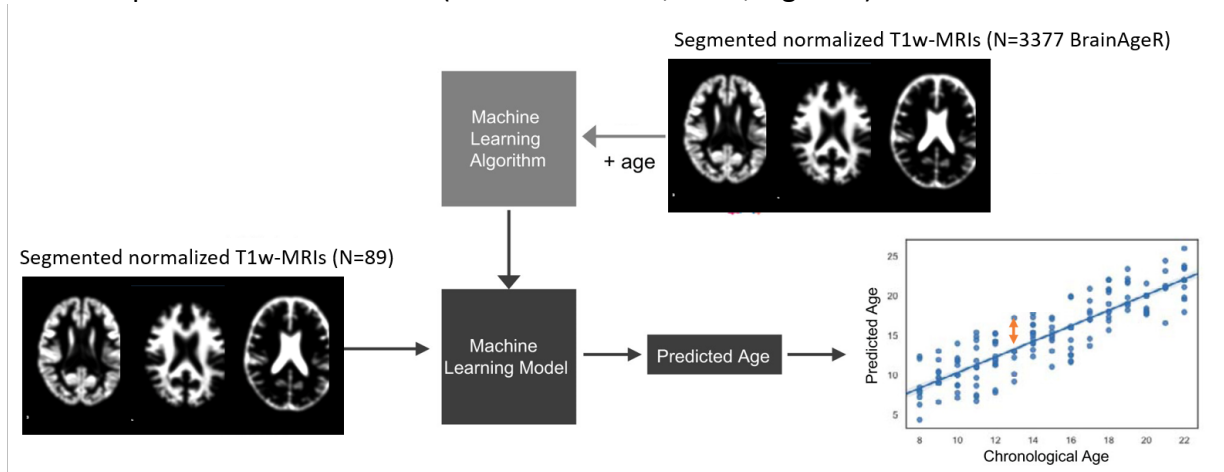 Segmented normalized T1w-MRIs (N=3377 BrainAgeR)
Machine
Learning
Algorithm
+ age
Segmented normalized T1w-MRIs (N=89)
Machine
Learning Model
Predicted Age
Predicted Age
25
20
15
10
5
8 10 12 14 16 18 20 22
Chronological Age